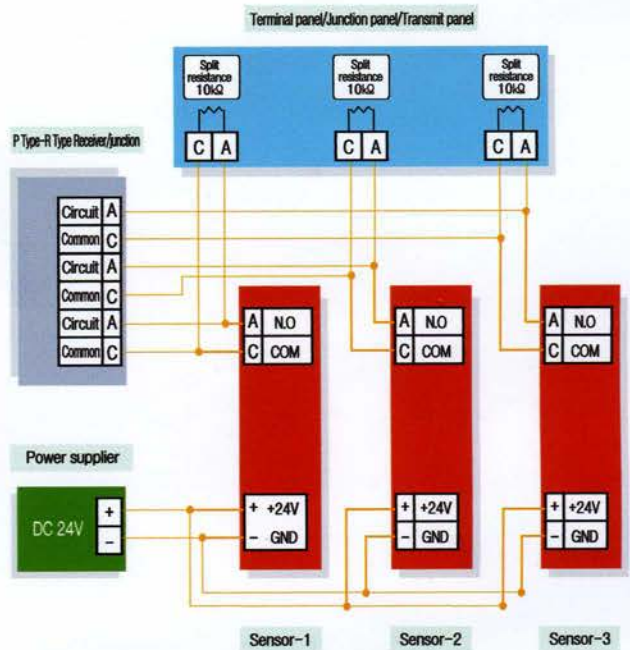 Terminal panel/Junction panel/Transmit panel
Split
resistance
10kΩ
Split
resistance
10kΩ
Split
resistance
10kΩ
C A
C A
C A
P Type-R Type Receiver/junction
Circuit A
Common C
Circuit A
Common C
Circuit A
Common C
A N.O
C COM
A N.O
C COM
A N.O
C COM
Power supplier
DC 24V
+
−
+ +24V
− GND
+ +24V
− GND
+ +24V
− GND
Sensor-1
Sensor-2
Sensor-3